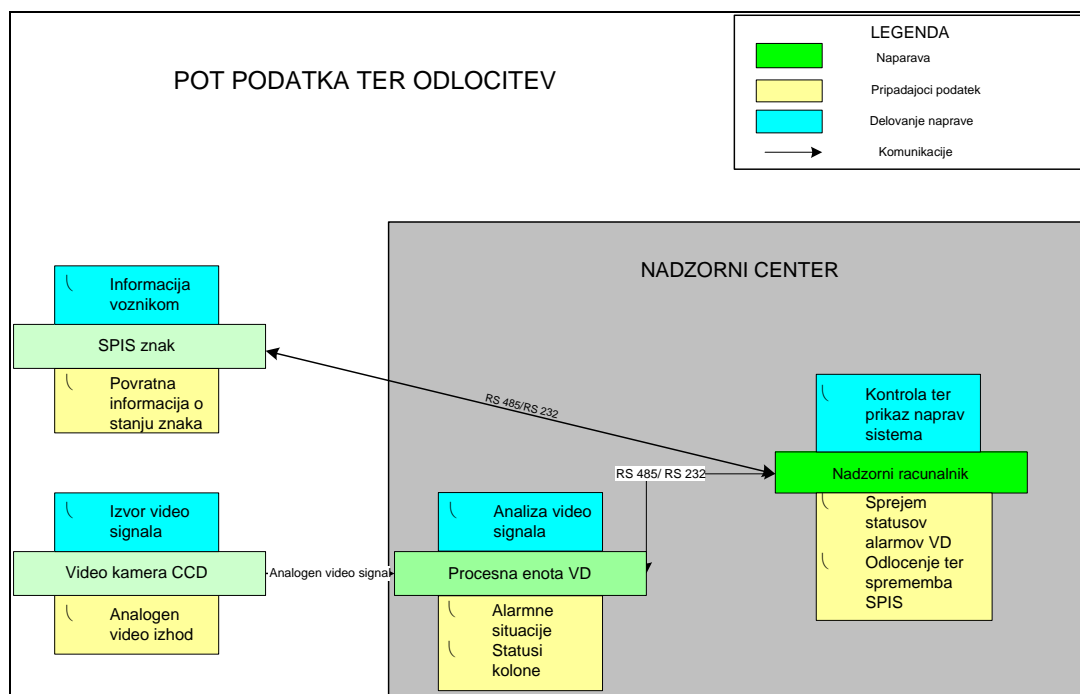 POT PODATKA TER ODLOCITEV
LEGENDA
Naparava
Pripadajoci podatek
Delovanje naprave
Komunikacije
NADZORNI CENTER
Informacija
voznikom
SPIS znak
Povratna
informacija o
stanju znaka
RS 485/RS 232
Kontrola ter
prikaz naprav
sistema
RS 485/ RS 232
Nadzorni racunalnik
Sprejem
statusov
alarmov VD
Odlocenje ter
sprememba
SPIS
Izvor video
signala
Video kamera CCD
Analogen
video izhod
Analogen video signal
Analiza video
signala
Procesna enota VD
Alarmne
situacije
Statusi
kolone